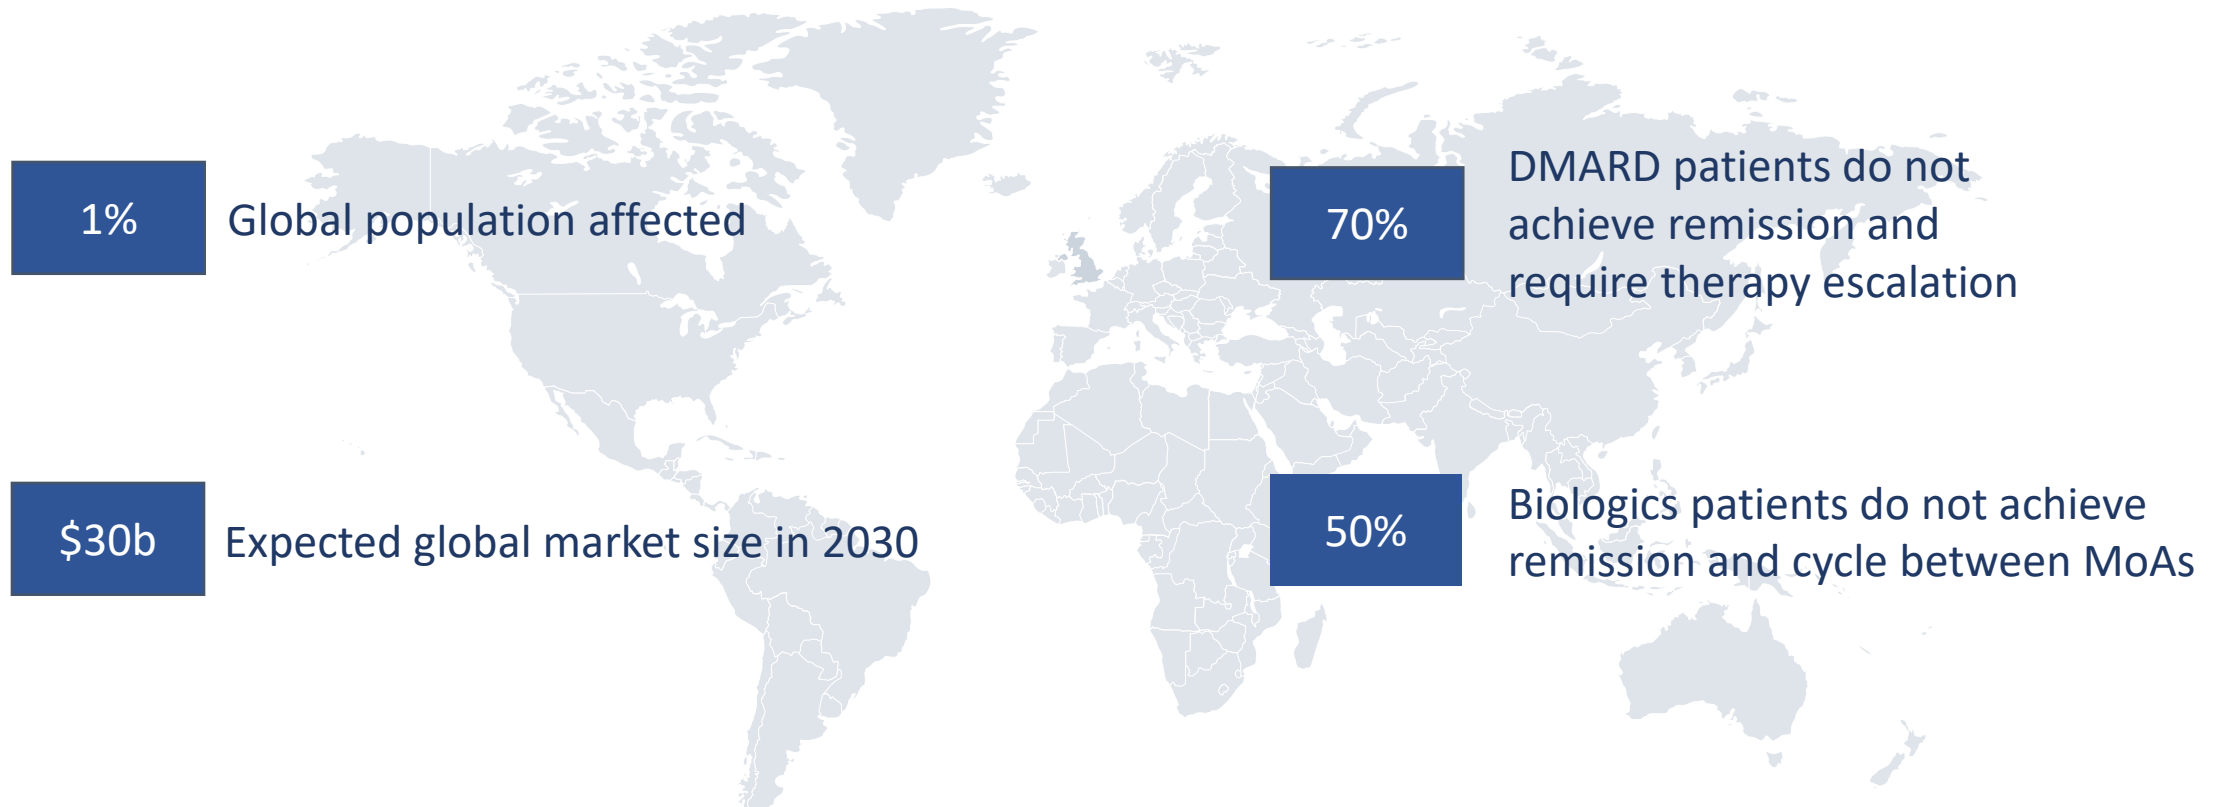 1%
Global population affected
$30b
Expected global market size in 2030
70%
DMARD patients do not
achieve remission and
require therapy escalation
50%
Biologics patients do not achieve
remission and cycle between MoAs